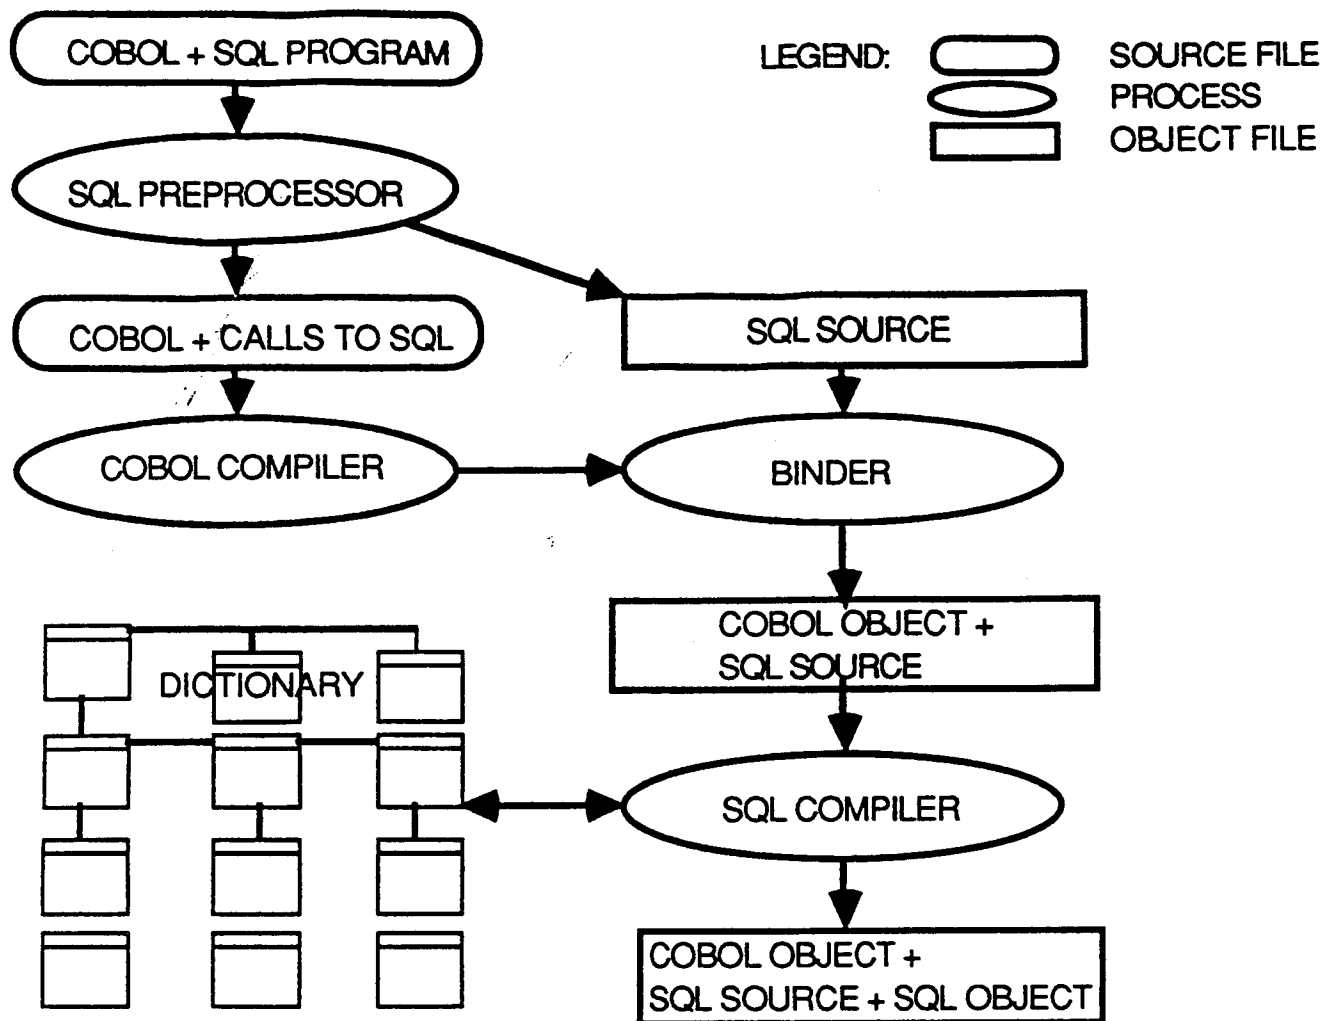 COBOL + SQL PROGRAM
LEGEND:
SOURCE FILE
PROCESS
OBJECT FILE
SQL PREPROCESSOR
COBOL + CALLS TO SQL
SQL SOURCE
COBOL COMPILER
BINDER
COBOL OBJECT +
SQL SOURCE
DICTIONARY
SQL COMPILER
COBOL OBJECT +
SQL SOURCE + SQL OBJECT